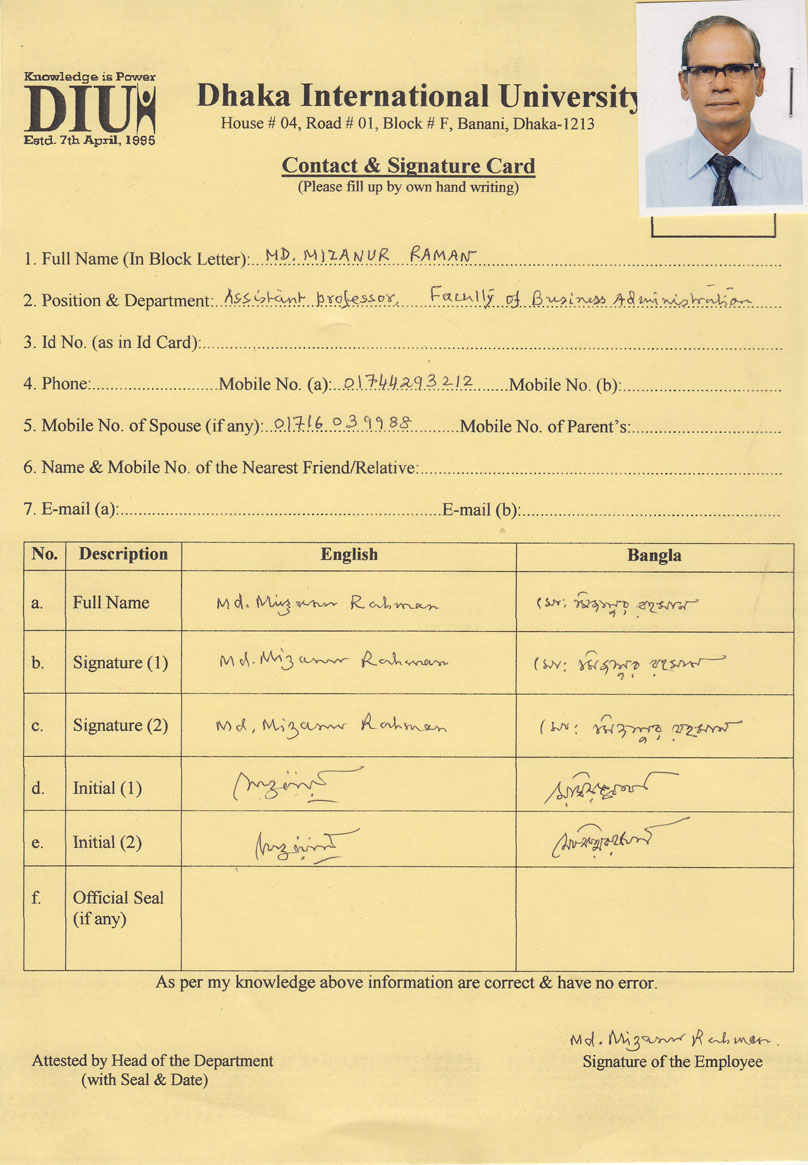 Knowledge is Power
DIU
Estd. 7th April, 1995
Dhaka International University
House # 04, Road # 01, Block # F, Banani, Dhaka-1213
Contact & Signature Card
(Please fill up by own hand writing)
1. Full Name (In Block Letter): MD. MIZANUR RAMAN
2. Position & Department: Assistant professor, Faculty of Business Administration
3. Id No. (as in Id Card):
4. Phone: Mobile No. (a): 01744293212 Mobile No. (b):
5. Mobile No. of Spouse (if any): 01716 039988 Mobile No. of Parent's:
6. Name & Mobile No. of the Nearest Friend/Relative:
7. E-mail (a): E-mail (b):
No. Description English Bangla
a. Full Name Md. Mizanur Rahman মো: মিজানুর রহমান
b. Signature (1) Md. Mizanur Rahman মো: মিজানুর রহমান
c. Signature (2) Md. Mizanur Rahman মো: মিজানুর রহমান
d. Initial (1)
e. Initial (2)
f. Official Seal
(if any)
As per my knowledge above information are correct & have no error.
Md. Mizanur Rahman.
Attested by Head of the Department Signature of the Employee
(with Seal & Date)